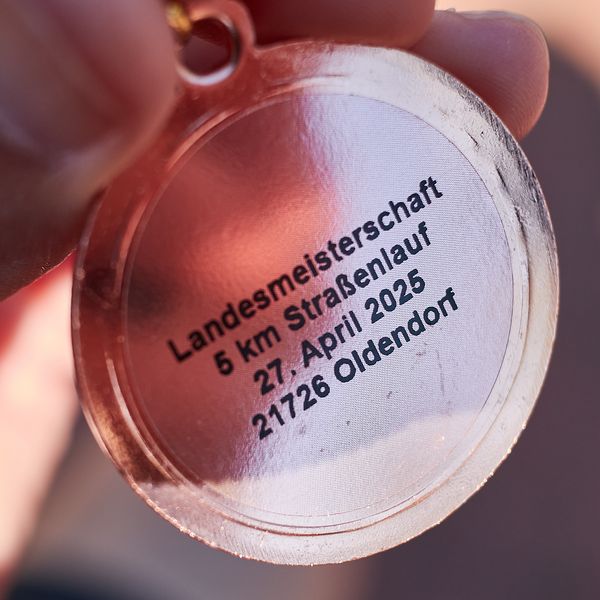 Landesmeisterschaft
5 km Straßenlauf
27. April 2025
21726 Oldendorf